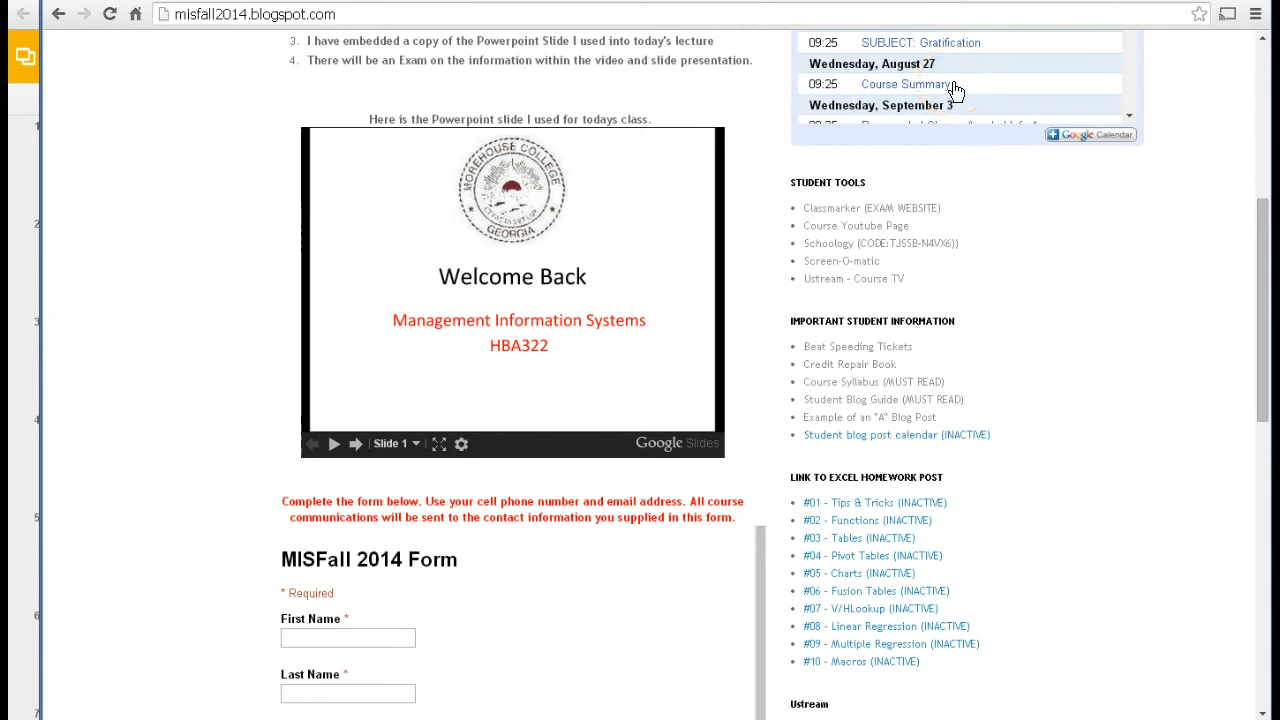 misfall2014.blogspot.com
3. I have embedded a copy of the Powerpoint Slide I used into today's lecture
4. There will be an Exam on the information within the video and slide presentation.
Here is the Powerpoint slide I used for todays class.
MOREHOUSE COLLEGE
GEORGIA
Welcome Back
Management Information Systems
HBA322
Slide 1
Google Slides
Complete the form below. Use your cell phone number and email address. All course
communications will be sent to the contact information you supplied in this form.
MISFall 2014 Form
* Required
First Name *
Last Name *
09:25 SUBJECT: Gratification
Wednesday, August 27
09:25 Course Summary
Wednesday, September 3
Google Calendar
STUDENT TOOLS
Classmarker (EXAM WEBSITE)
Course Youtube Page
Schoology (CODE:TJSSB-N4VX6))
Screen-O-matic
Ustream - Course TV
IMPORTANT STUDENT INFORMATION
Beat Speeding Tickets
Credit Repair Book
Course Syllabus (MUST READ)
Student Blog Guide (MUST READ)
Example of an "A" Blog Post
Student blog post calendar (INACTIVE)
LINK TO EXCEL HOMEWORK POST
#01 - Tips & Tricks (INACTIVE)
#02 - Functions (INACTIVE)
#03 - Tables (INACTIVE)
#04 - Pivot Tables (INACTIVE)
#05 - Charts (INACTIVE)
#06 - Fusion Tables (INACTIVE)
#07 - V/HLookup (INACTIVE)
#08 - Linear Regression (INACTIVE)
#09 - Multiple Regression (INACTIVE)
#10 - Macros (INACTIVE)
Ustream
1
2
3
4
5
6
7